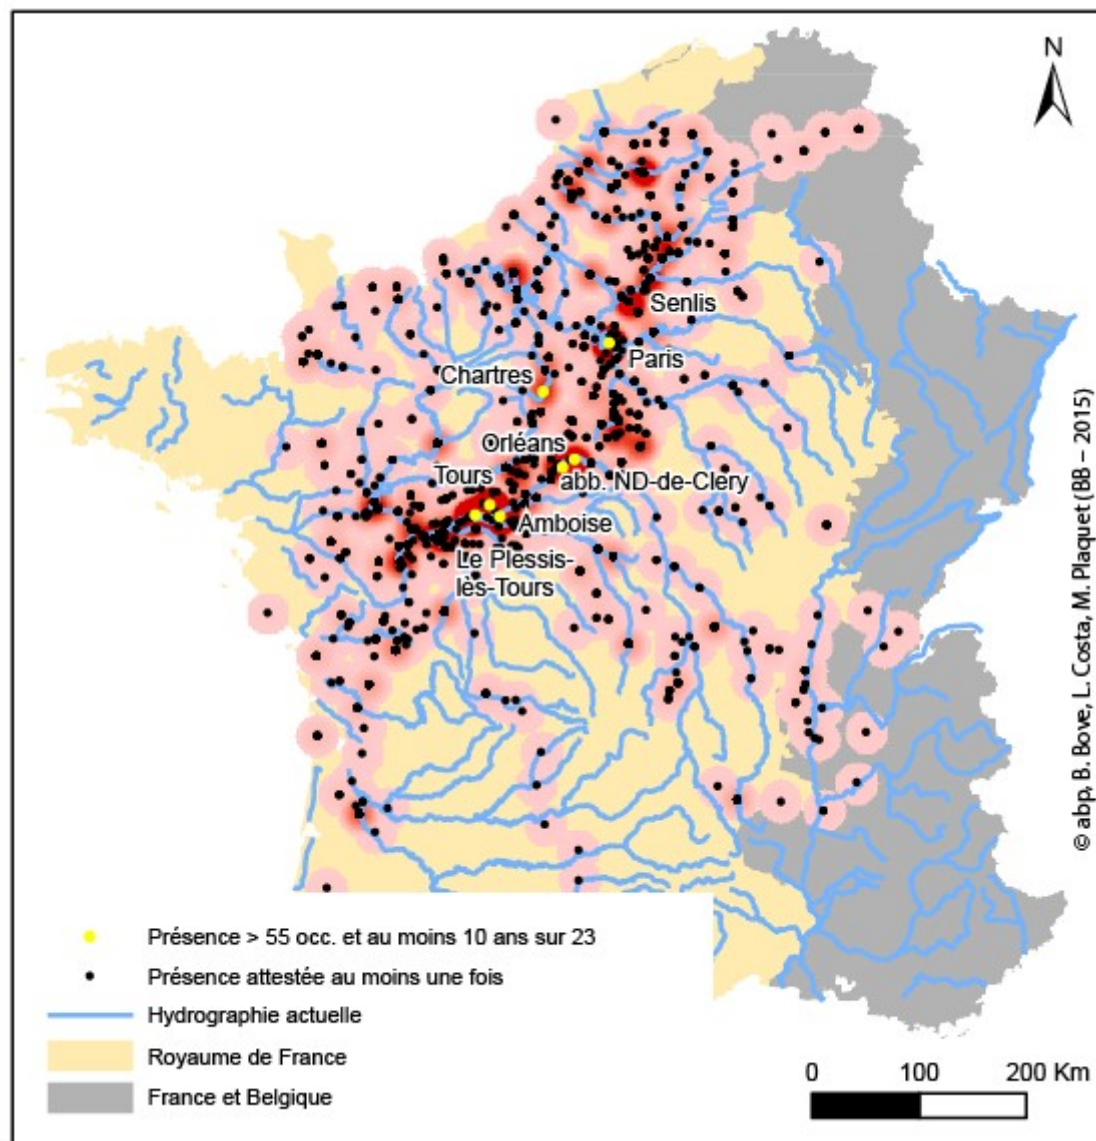 N
Senlis
Paris
Chartres
Orléans
Tours
abb. ND-de-Clery
Amboise
Le Plessis-
lès-Tours
© abp, B. Bove, L. Costa, M. Plaquet (BB – 2015)
Présence > 55 occ. et au moins 10 ans sur 23
Présence attestée au moins une fois
Hydrographie actuelle
Royaume de France
France et Belgique
0 100 200 Km